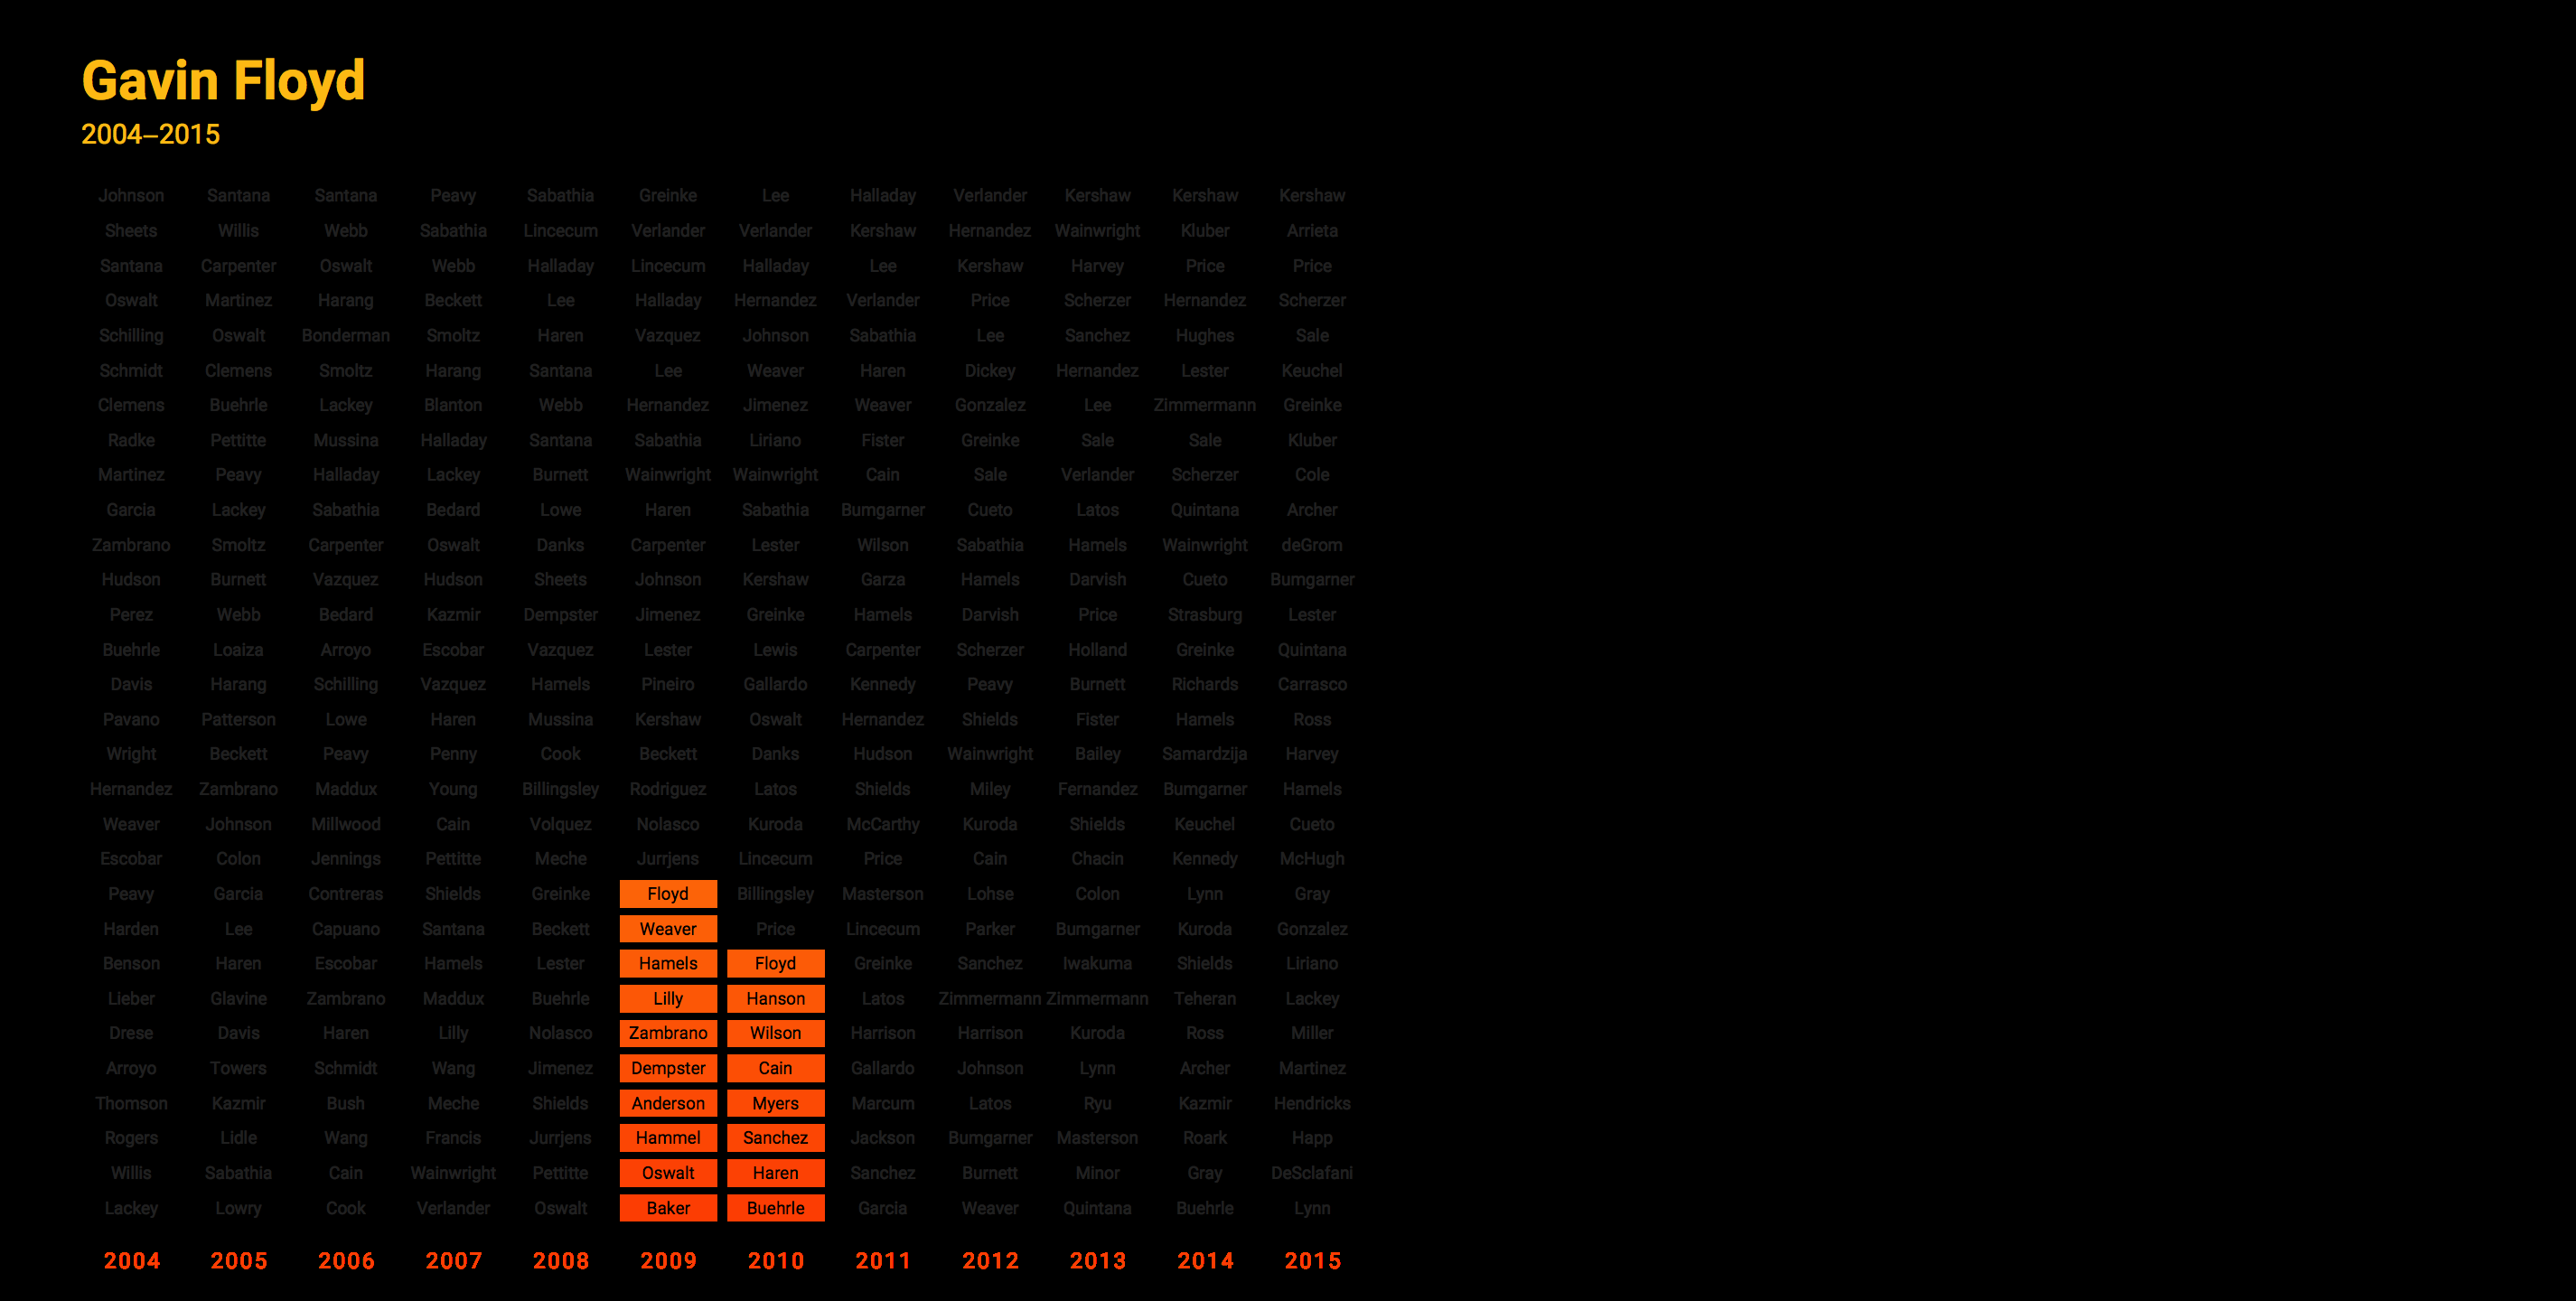 Gavin Floyd
2004–2015
Johnson Santana Santana Peavy Sabathia Greinke Lee Halladay Verlander Kershaw Kershaw Kershaw
Sheets Willis Webb Sabathia Lincecum Verlander Verlander Kershaw Hernandez Wainwright Kluber Arrieta
Santana Carpenter Oswalt Webb Halladay Lincecum Halladay Lee Kershaw Harvey Price Price
Oswalt Martinez Harang Beckett Lee Halladay Hernandez Verlander Price Scherzer Hernandez Scherzer
Schilling Oswalt Bonderman Smoltz Haren Vazquez Johnson Sabathia Lee Sanchez Hughes Sale
Schmidt Clemens Smoltz Harang Santana Lee Weaver Haren Dickey Hernandez Lester Keuchel
Clemens Buehrle Lackey Blanton Webb Hernandez Jimenez Weaver Gonzalez Lee Zimmermann Greinke
Radke Pettitte Mussina Halladay Santana Sabathia Liriano Fister Greinke Sale Sale Kluber
Martinez Peavy Halladay Lackey Burnett Wainwright Wainwright Cain Sale Verlander Scherzer Cole
Garcia Lackey Sabathia Bedard Lowe Haren Sabathia Bumgarner Cueto Latos Quintana Archer
Zambrano Smoltz Carpenter Oswalt Danks Carpenter Lester Wilson Sabathia Hamels Wainwright deGrom
Hudson Burnett Vazquez Hudson Sheets Johnson Kershaw Garza Hamels Darvish Cueto Bumgarner
Perez Webb Bedard Kazmir Dempster Jimenez Greinke Hamels Darvish Price Strasburg Lester
Buehrle Loaiza Arroyo Escobar Vazquez Lester Lewis Carpenter Scherzer Holland Greinke Quintana
Davis Harang Schilling Vazquez Hamels Pineiro Gallardo Kennedy Peavy Burnett Richards Carrasco
Pavano Patterson Lowe Haren Mussina Kershaw Oswalt Hernandez Shields Fister Hamels Ross
Wright Beckett Peavy Penny Cook Beckett Danks Hudson Wainwright Bailey Samardzija Harvey
Hernandez Zambrano Maddux Young Billingsley Rodriguez Latos Shields Miley Fernandez Bumgarner Hamels
Weaver Johnson Millwood Cain Volquez Nolasco Kuroda McCarthy Kuroda Shields Keuchel Cueto
Escobar Colon Jennings Pettitte Meche Jurrjens Lincecum Price Cain Chacin Kennedy McHugh
Peavy Garcia Contreras Shields Greinke Floyd Billingsley Masterson Lohse Colon Lynn Gray
Harden Lee Capuano Santana Beckett Weaver Price Lincecum Parker Bumgarner Kuroda Gonzalez
Benson Haren Escobar Hamels Lester Hamels Floyd Greinke Sanchez Iwakuma Shields Liriano
Lieber Glavine Zambrano Maddux Buehrle Lilly Hanson Latos Zimmermann Zimmermann Teheran Lackey
Drese Davis Haren Lilly Nolasco Zambrano Wilson Harrison Harrison Kuroda Ross Miller
Arroyo Towers Schmidt Wang Jimenez Dempster Cain Gallardo Johnson Lynn Archer Martinez
Thomson Kazmir Bush Meche Shields Anderson Myers Marcum Latos Ryu Kazmir Hendricks
Rogers Lidle Wang Francis Jurrjens Hammel Sanchez Jackson Bumgarner Masterson Roark Happ
Willis Sabathia Cain Wainwright Pettitte Oswalt Haren Sanchez Burnett Minor Gray DeSclafani
Lackey Lowry Cook Verlander Oswalt Baker Buehrle Garcia Weaver Quintana Buehrle Lynn
2004 2005 2006 2007 2008 2009 2010 2011 2012 2013 2014 2015